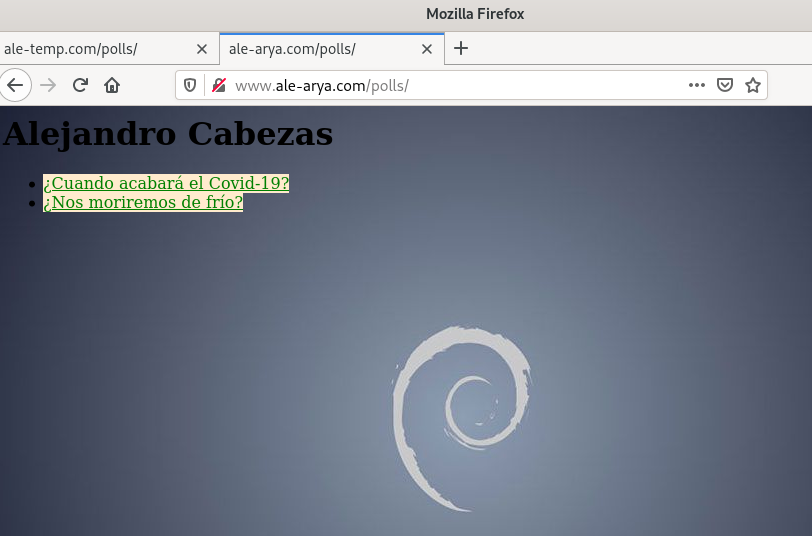 Mozilla Firefox
ale-temp.com/polls/
ale-arya.com/polls/
www.ale-arya.com/polls/
Alejandro Cabezas
¿Cuando acabará el Covid-19?
¿Nos moriremos de frío?